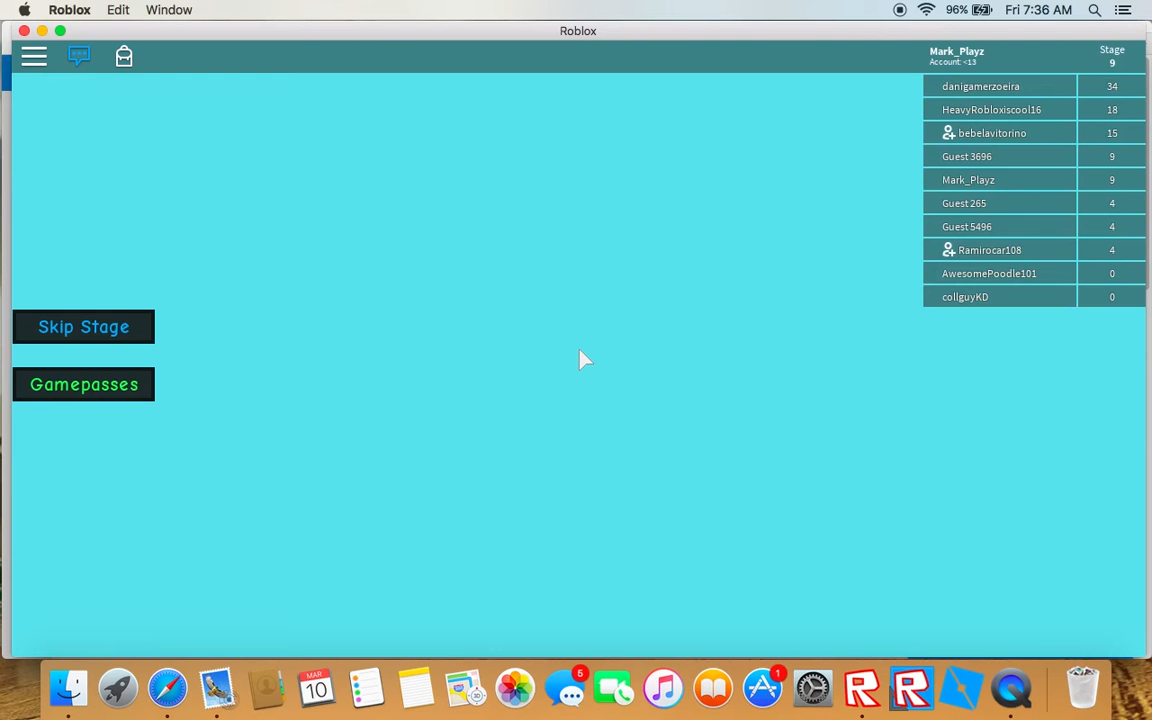 Roblox Edit Window 96% Fri 7:36 AM
Roblox
Mark_Playz Stage
Account: <13 9
danigamerzoeira 34
HeavyRobloxiscool16 18
bebelavitorino 15
Guest 3696 9
Mark_Playz 9
Guest 265 4
Guest 5496 4
Ramirocar108 4
AwesomePoodle101 0
collguyKD 0
Skip Stage
Gamepasses
MAR
10
5
1